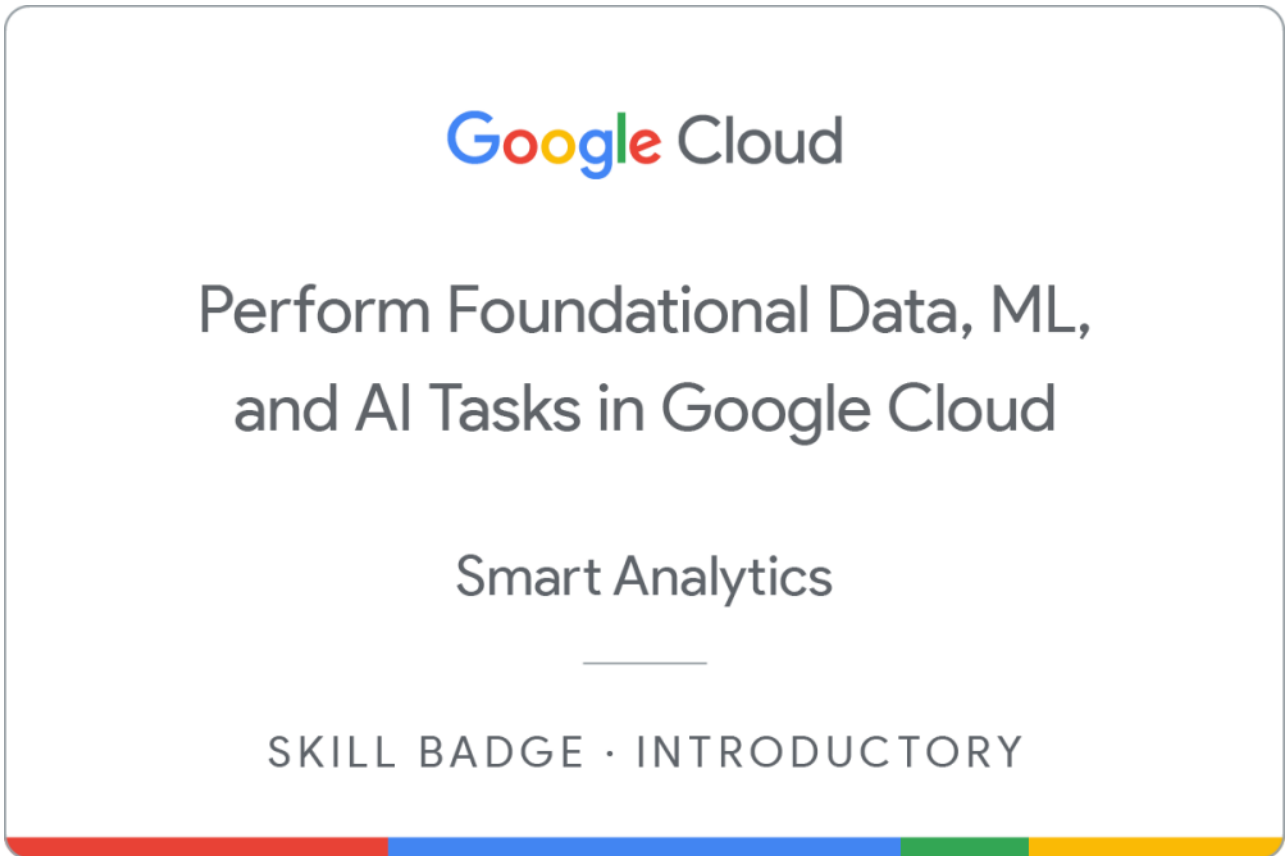 Google Cloud
Perform Foundational Data, ML,
and AI Tasks in Google Cloud
Smart Analytics
SKILL BADGE · INTRODUCTORY